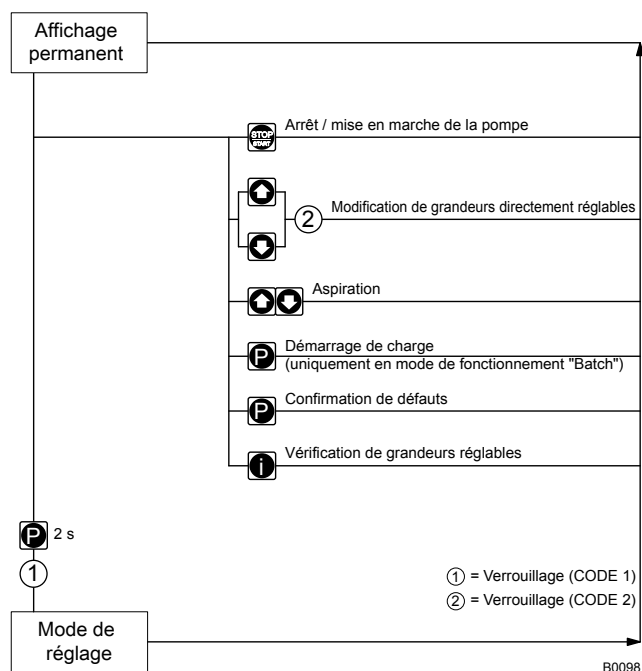 Affichage
permanent
STOP
START
Arrêt / mise en marche de la pompe
2
Modification de grandeurs directement réglables
Aspiration
P
Démarrage de charge
(uniquement en mode de fonctionnement "Batch")
P
Confirmation de défauts
i
Vérification de grandeurs réglables
P 2 s
1
1 = Verrouillage (CODE 1)
2 = Verrouillage (CODE 2)
Mode de
réglage
B0098